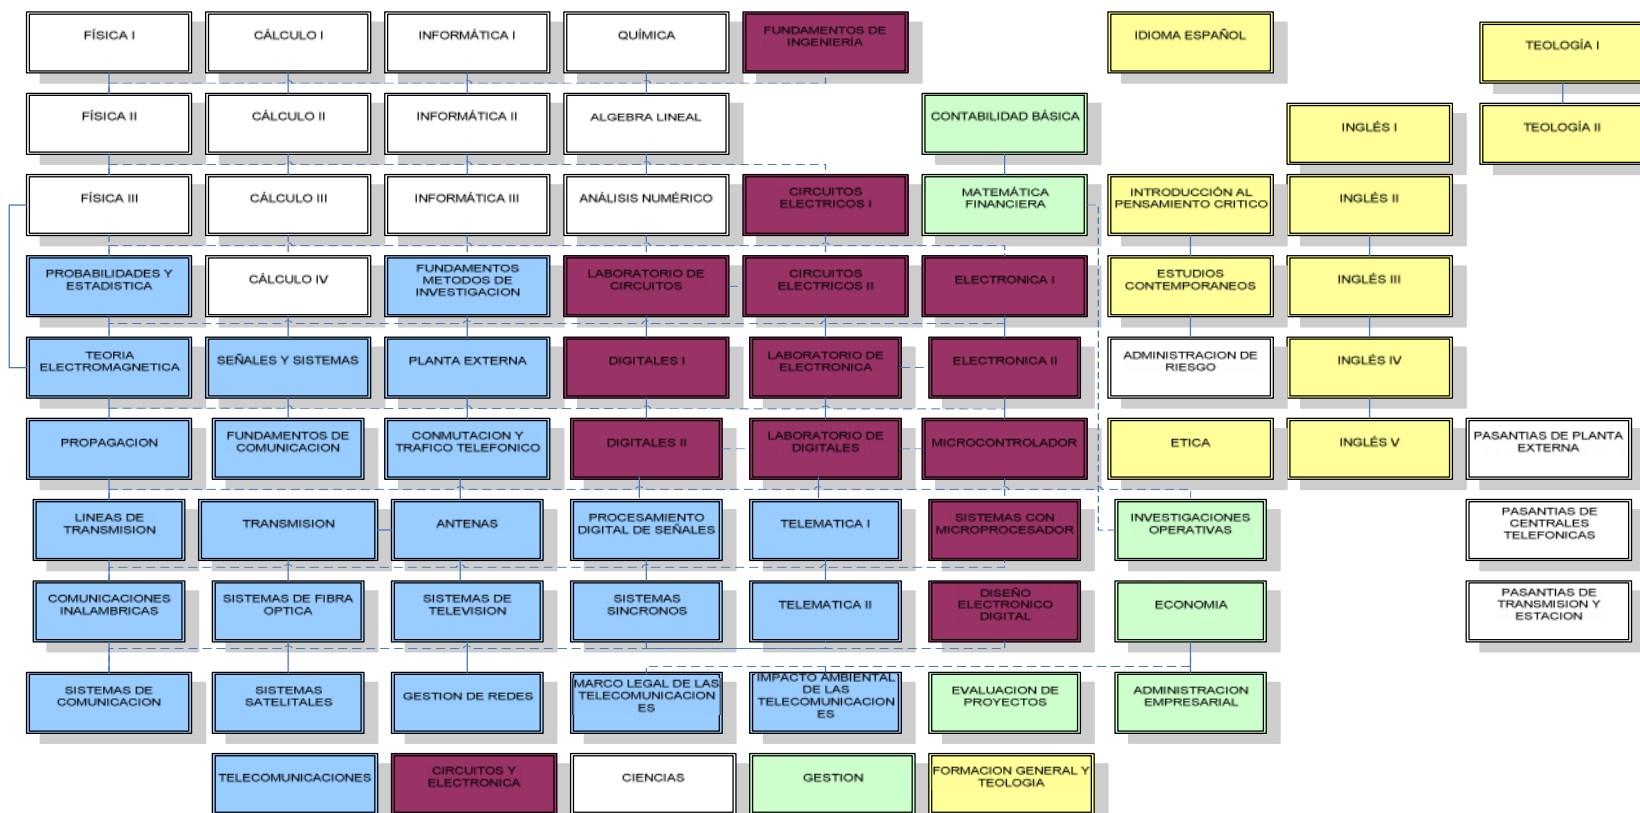 FÍSICA I
CÁLCULO I
INFORMÁTICA I
QUÍMICA
FUNDAMENTOS DE
INGENIERÍA
IDIOMA ESPAÑOL
TEOLOGÍA I
FÍSICA II
CÁLCULO II
INFORMÁTICA II
ALGEBRA LINEAL
CONTABILIDAD BÁSICA
INGLÉS I
TEOLOGÍA II
FÍSICA III
CÁLCULO III
INFORMÁTICA III
ANÁLISIS NUMÉRICO
CIRCUITOS
ELECTRICOS I
MATEMÁTICA
FINANCIERA
INTRODUCCIÓN AL
PENSAMIENTO CRITICO
INGLÉS II
PROBABILIDADES Y
ESTADISTICA
CÁLCULO IV
FUNDAMENTOS
METODOS DE
INVESTIGACION
LABORATORIO DE
CIRCUITOS
CIRCUITOS
ELECTRICOS II
ELECTRONICA I
ESTUDIOS
CONTEMPORANEOS
INGLÉS III
TEORIA
ELECTROMAGNETICA
SEÑALES Y SISTEMAS
PLANTA EXTERNA
DIGITALES I
LABORATORIO DE
ELECTRONICA
ELECTRONICA II
ADMINISTRACION DE
RIESGO
INGLÉS IV
PROPAGACION
FUNDAMENTOS DE
COMUNICACION
CONMUTACION Y
TRAFICO TELEFONICO
DIGITALES II
LABORATORIO DE
DIGITALES
MICROCONTROLADOR
ETICA
INGLÉS V
PASANTIAS DE PLANTA
EXTERNA
LINEAS DE
TRANSMISION
TRANSMISION
ANTENAS
PROCESAMIENTO
DIGITAL DE SEÑALES
TELEMATICA I
SISTEMAS CON
MICROPROCESADOR
INVESTIGACIONES
OPERATIVAS
PASANTIAS DE
CENTRALES
TELEFONICAS
COMUNICACIONES
INALAMBRICAS
SISTEMAS DE FIBRA
OPTICA
SISTEMAS DE
TELEVISION
SISTEMAS
SINCRONOS
TELEMATICA II
DISEÑO
ELECTRONICO
DIGITAL
ECONOMIA
PASANTIAS DE
TRANSMISION Y
ESTACION
SISTEMAS DE
COMUNICACION
SISTEMAS
SATELITALES
GESTION DE REDES
MARCO LEGAL DE LAS
TELECOMUNICACION
ES
IMPACTO AMBIENTAL
DE LAS
TELECOMUNICACION
ES
EVALUACION DE
PROYECTOS
ADMINISTRACION
EMPRESARIAL
TELECOMUNICACIONES
CIRCUITOS Y
ELECTRONICA
CIENCIAS
GESTION
FORMACION GENERAL Y
TEOLOGIA